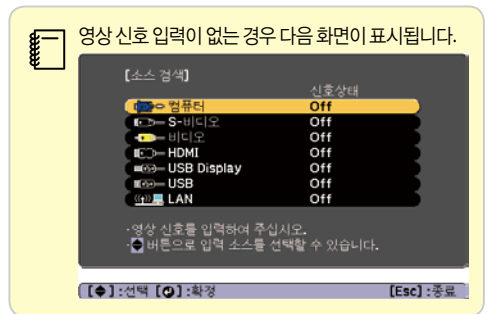 영상 신호 입력이 없는 경우 다음 화면이 표시됩니다.
[소스 검색]
신호상태
컴퓨터 Off
S-비디오 Off
비디오 Off
HDMI Off
USB Display Off
USB Off
LAN Off
·영상 신호를 입력하여 주십시오.
·버튼으로 입력 소스를 선택할 수 있습니다.
[ ]:선택 [ ]:확정 [Esc]:종료